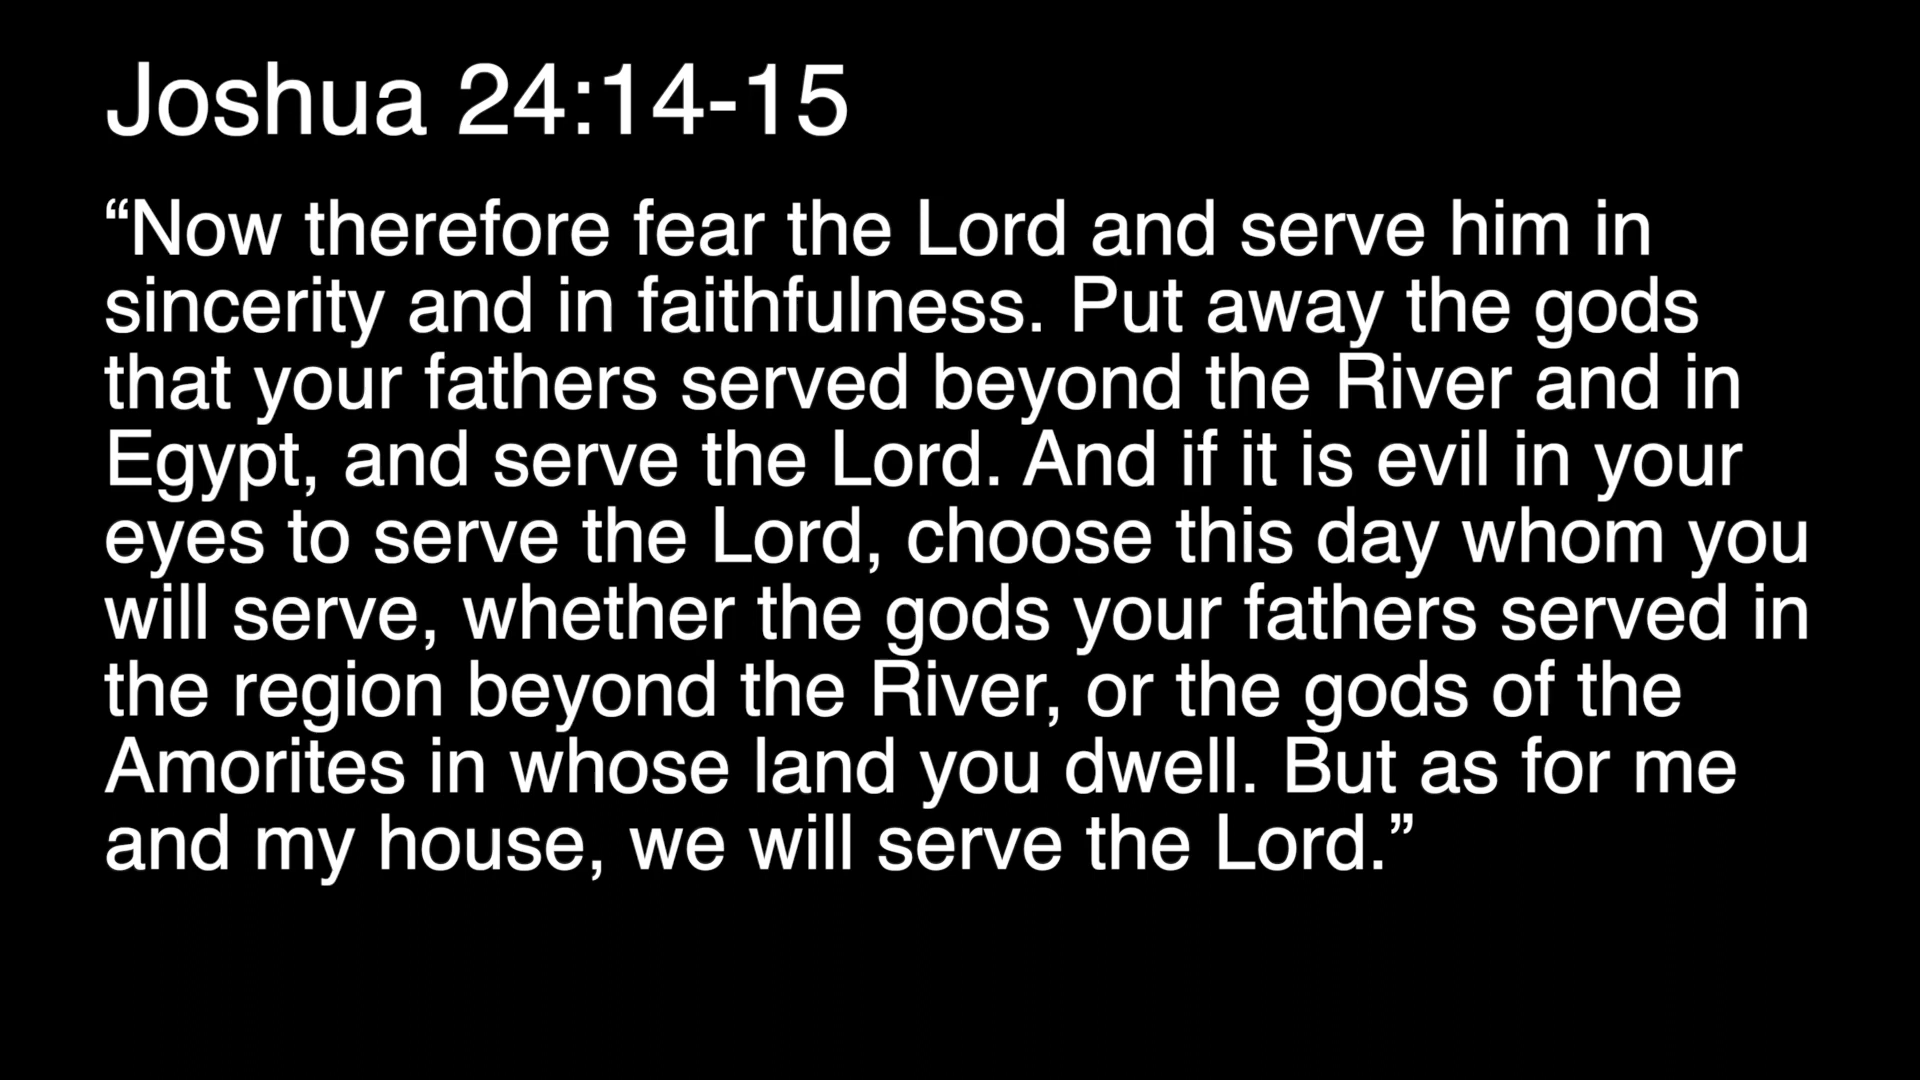 Joshua 24:14-15
“Now therefore fear the Lord and serve him in
sincerity and in faithfulness. Put away the gods
that your fathers served beyond the River and in
Egypt, and serve the Lord. And if it is evil in your
eyes to serve the Lord, choose this day whom you
will serve, whether the gods your fathers served in
the region beyond the River, or the gods of the
Amorites in whose land you dwell. But as for me
and my house, we will serve the Lord.”